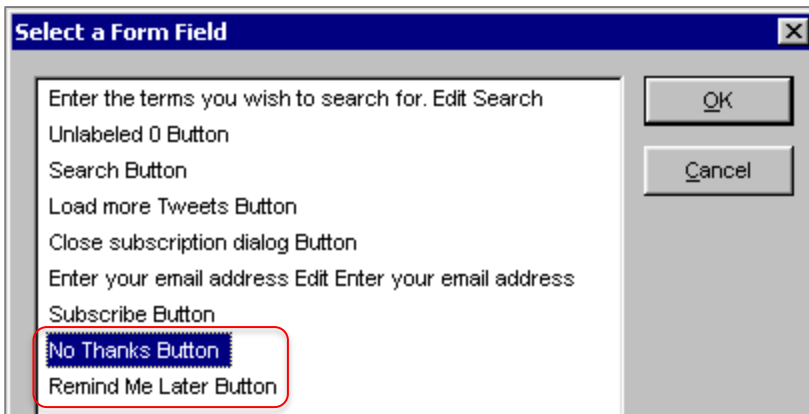 Select a Form Field
Enter the terms you wish to search for. Edit Search
Unlabeled 0 Button
Search Button
Load more Tweets Button
Close subscription dialog Button
Enter your email address Edit Enter your email address
Subscribe Button
No Thanks Button
Remind Me Later Button
OK
Cancel